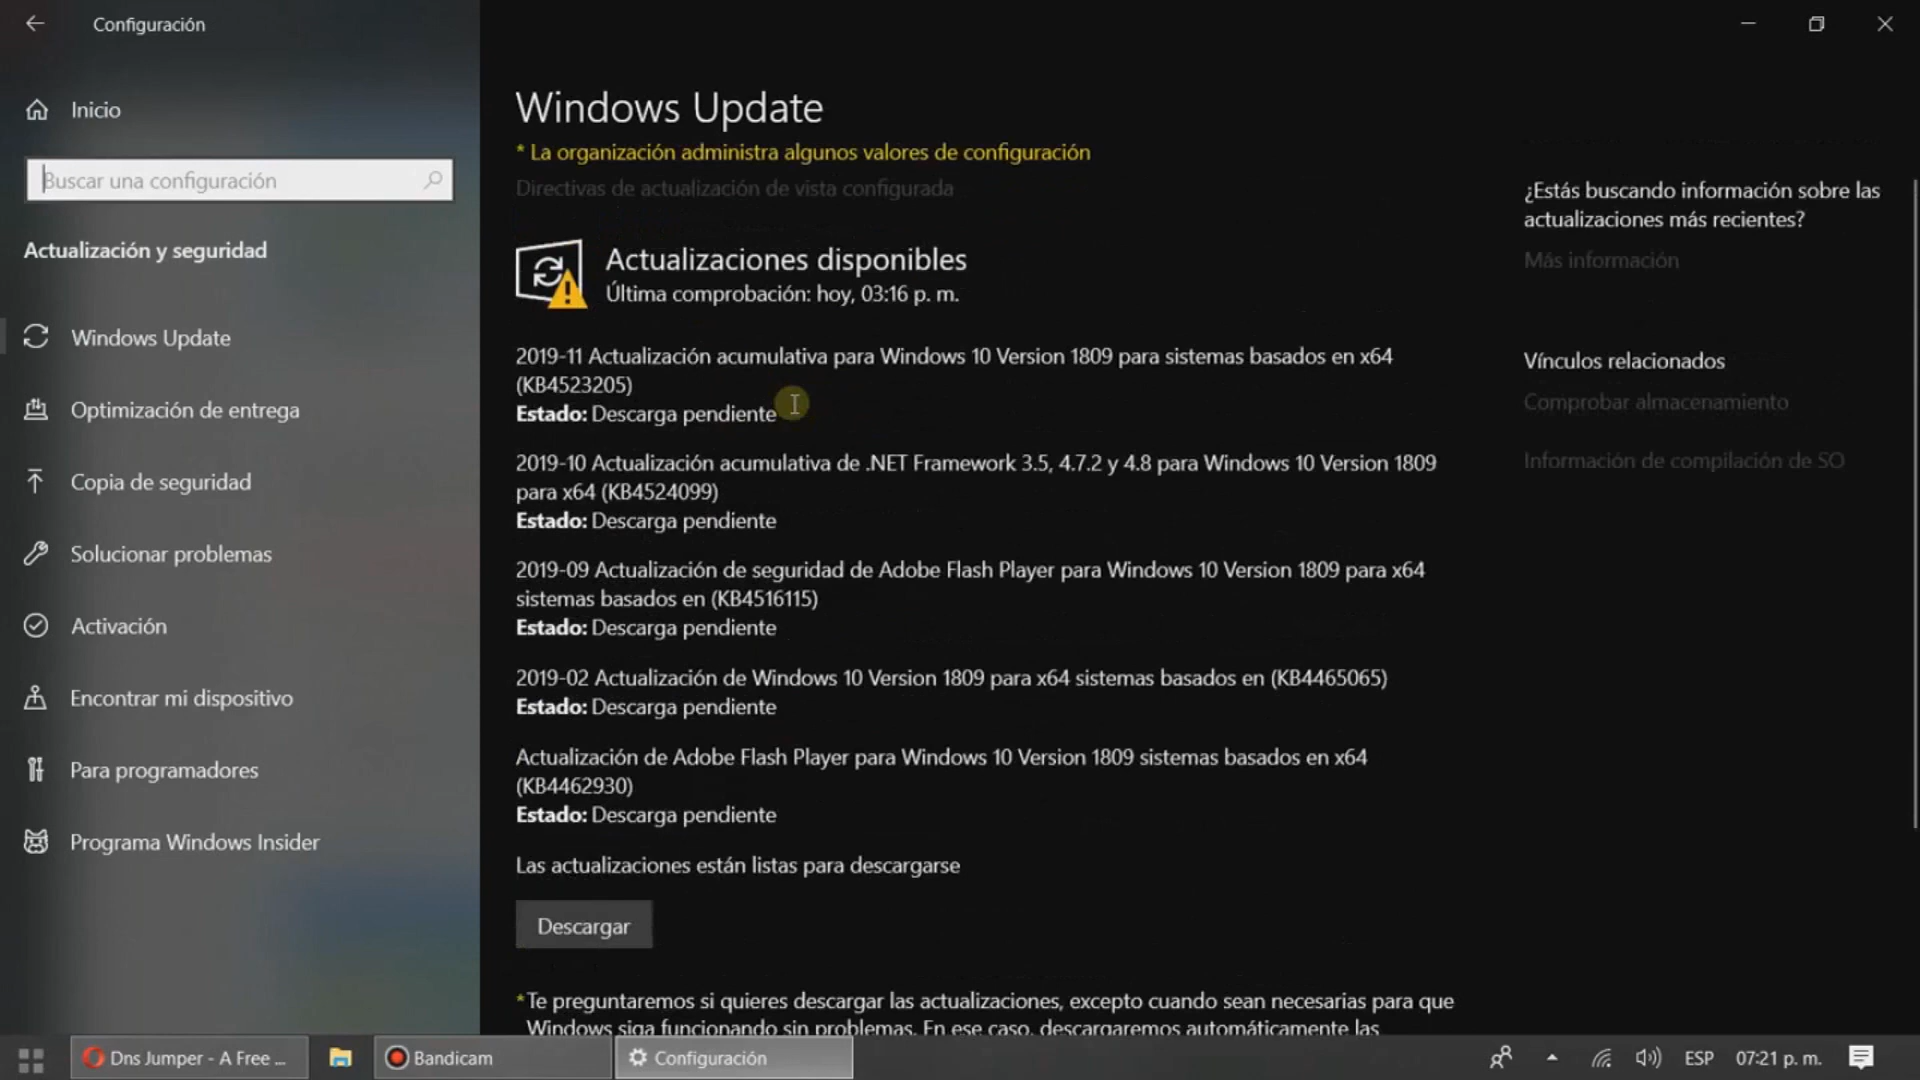 Configuración
Inicio
Buscar una configuración
Actualización y seguridad
Windows Update
Optimización de entrega
Copia de seguridad
Solucionar problemas
Activación
Encontrar mi dispositivo
Para programadores
Programa Windows Insider
Windows Update
* La organización administra algunos valores de configuración
Directivas de actualización de vista configurada
Actualizaciones disponibles
Última comprobación: hoy, 03:16 p. m.
2019-11 Actualización acumulativa para Windows 10 Version 1809 para sistemas basados en x64
(KB4523205)
Estado: Descarga pendiente
2019-10 Actualización acumulativa de .NET Framework 3.5, 4.7.2 y 4.8 para Windows 10 Version 1809
para x64 (KB4524099)
Estado: Descarga pendiente
2019-09 Actualización de seguridad de Adobe Flash Player para Windows 10 Version 1809 para x64
sistemas basados en (KB4516115)
Estado: Descarga pendiente
2019-02 Actualización de Windows 10 Version 1809 para x64 sistemas basados en (KB4465065)
Estado: Descarga pendiente
Actualización de Adobe Flash Player para Windows 10 Version 1809 sistemas basados en x64
(KB4462930)
Estado: Descarga pendiente
Las actualizaciones están listas para descargarse
Descargar
*Te preguntaremos si quieres descargar las actualizaciones, excepto cuando sean necesarias para que
Windows siga funcionando sin problemas. En ese caso, descargaremos automáticamente las
¿Estás buscando información sobre las
actualizaciones más recientes?
Más información
Vínculos relacionados
Comprobar almacenamiento
Información de compilación de SO
Dns Jumper - A Free ...
Bandicam
Configuración
ESP
07:21 p. m.